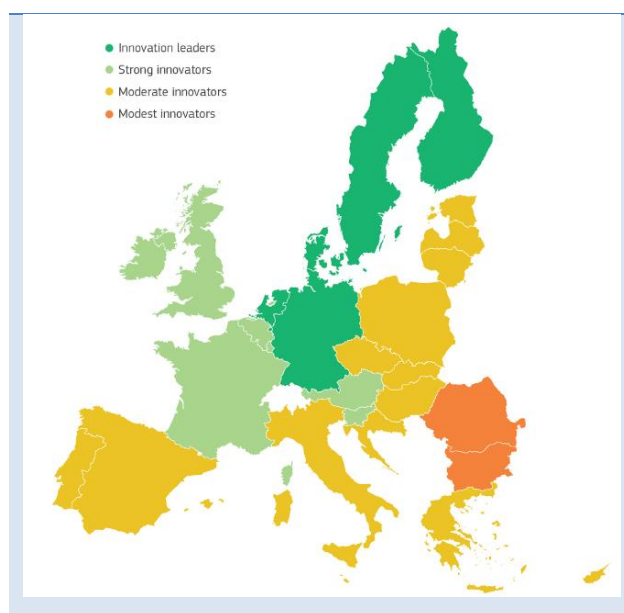 Innovation leaders
Strong innovators
Moderate innovators
Modest innovators